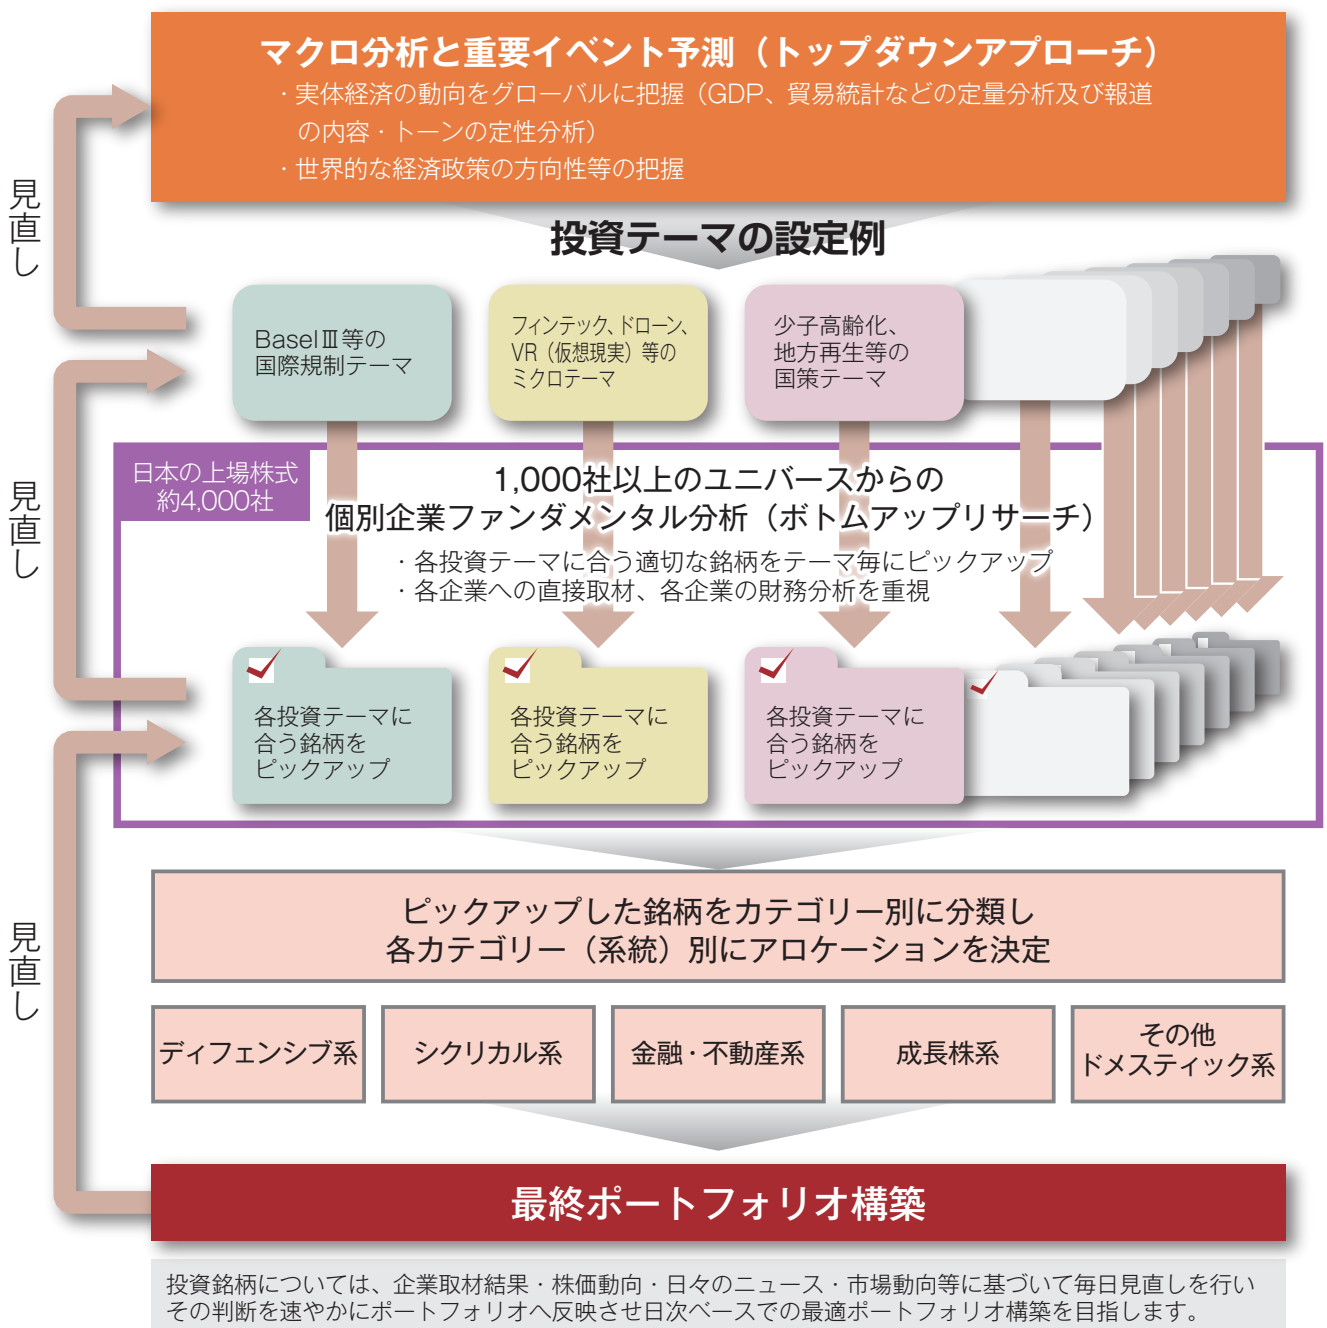 マクロ分析と重要イベント予測（トップダウンアプローチ）
・実体経済の動向をグローバルに把握（GDP、貿易統計などの定量分析及び報道
の内容・トーンの定性分析）
・世界的な経済政策の方向性等の把握
見直し
投資テーマの設定例
BaselⅢ等の
国際規制テーマ
フィンテック、ドローン、
VR（仮想現実）等の
ミクロテーマ
少子高齢化、
地方再生等の
国策テーマ
見直し
日本の上場株式
約4,000社
1,000社以上のユニバースからの
個別企業ファンダメンタル分析（ボトムアップリサーチ）
・各投資テーマに合う適切な銘柄をテーマ毎にピックアップ
・各企業への直接取材、各企業の財務分析を重視
各投資テーマに
合う銘柄を
ピックアップ
各投資テーマに
合う銘柄を
ピックアップ
各投資テーマに
合う銘柄を
ピックアップ
見直し
ピックアップした銘柄をカテゴリー別に分類し
各カテゴリー（系統）別にアロケーションを決定
ディフェンシブ系
シクリカル系
金融・不動産系
成長株系
その他
ドメスティック系
最終ポートフォリオ構築
投資銘柄については、企業取材結果・株価動向・日々のニュース・市場動向等に基づいて毎日見直しを行い
その判断を速やかにポートフォリオへ反映させ日次ベースでの最適ポートフォリオ構築を目指します。